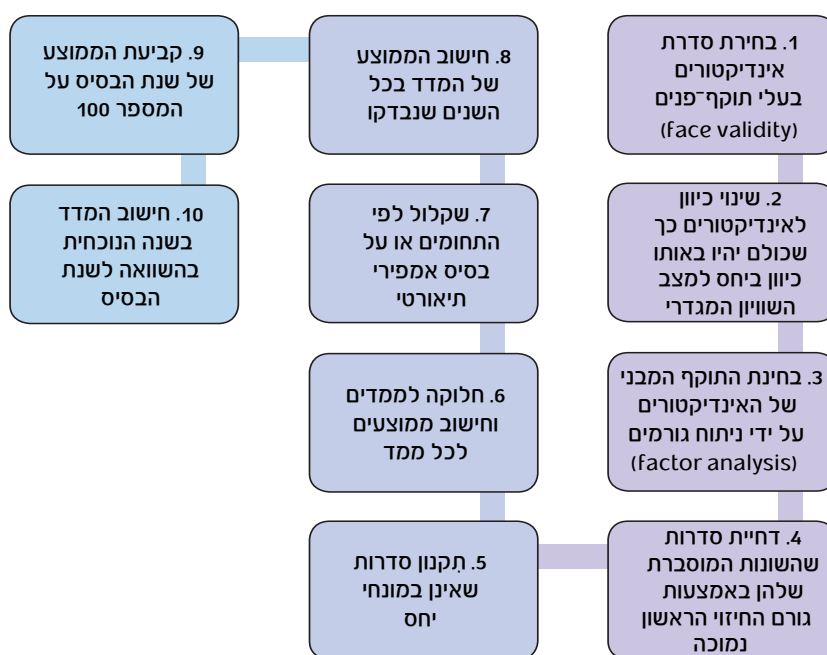 1. בחירת סדרת
אינדיקטורים
בעלי תוקף־פנים
(face validity)
2. שינוי כיוון
לאינדיקטורים כך
שכולם יהיו באותו
כיוון ביחס למצב
השוויון המגדרי
3. בחינת התוקף המבני
של האינדיקטורים
על ידי ניתוח גורמים
(factor analysis)
4. דחיית סדרות
שהשונות המוסברת
שלהן באמצעות
גורם החיזוי הראשון
נמוכה
5. תִקנון סדרות
שאינן במונחי
יחס
6. חלוקה לממדים
וחישוב ממוצעים
לכל ממד
7. שקלול לפי
התחומים או על
בסיס אמפירי
תיאורטי
8. חישוב הממוצע
של המדד בכל
השנים שנבדקו
9. קביעת הממוצע
של שנת הבסיס על
המספר 100
10. חישוב המדד
בשנה הנוכחית
בהשוואה לשנת
הבסיס